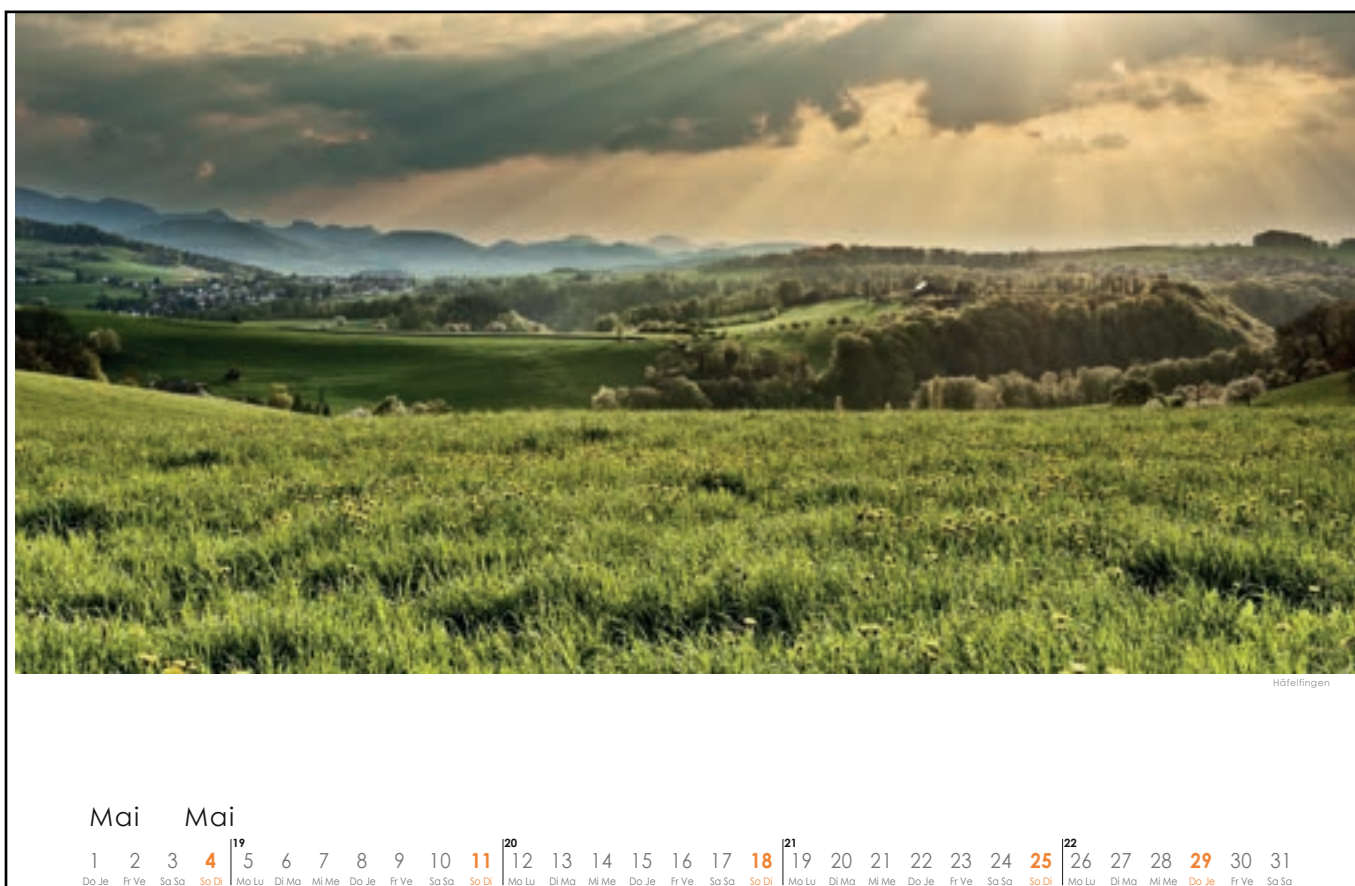 Häfelfingen
Mai Mai
19 20 21 22
1 2 3 4 5 6 7 8 9 10 11 12 13 14 15 16 17 18 19 20 21 22 23 24 25 26 27 28 29 30 31
Do Je Fr Ve Sa Sa So Di Mo Lu Di Ma Mi Me Do Je Fr Ve Sa Sa So Di Mo Lu Di Ma Mi Me Do Je Fr Ve Sa Sa So Di Mo Lu Di Ma Mi Me Do Je Fr Ve Sa Sa So Di Mo Lu Di Ma Mi Me Do Je Fr Ve Sa Sa